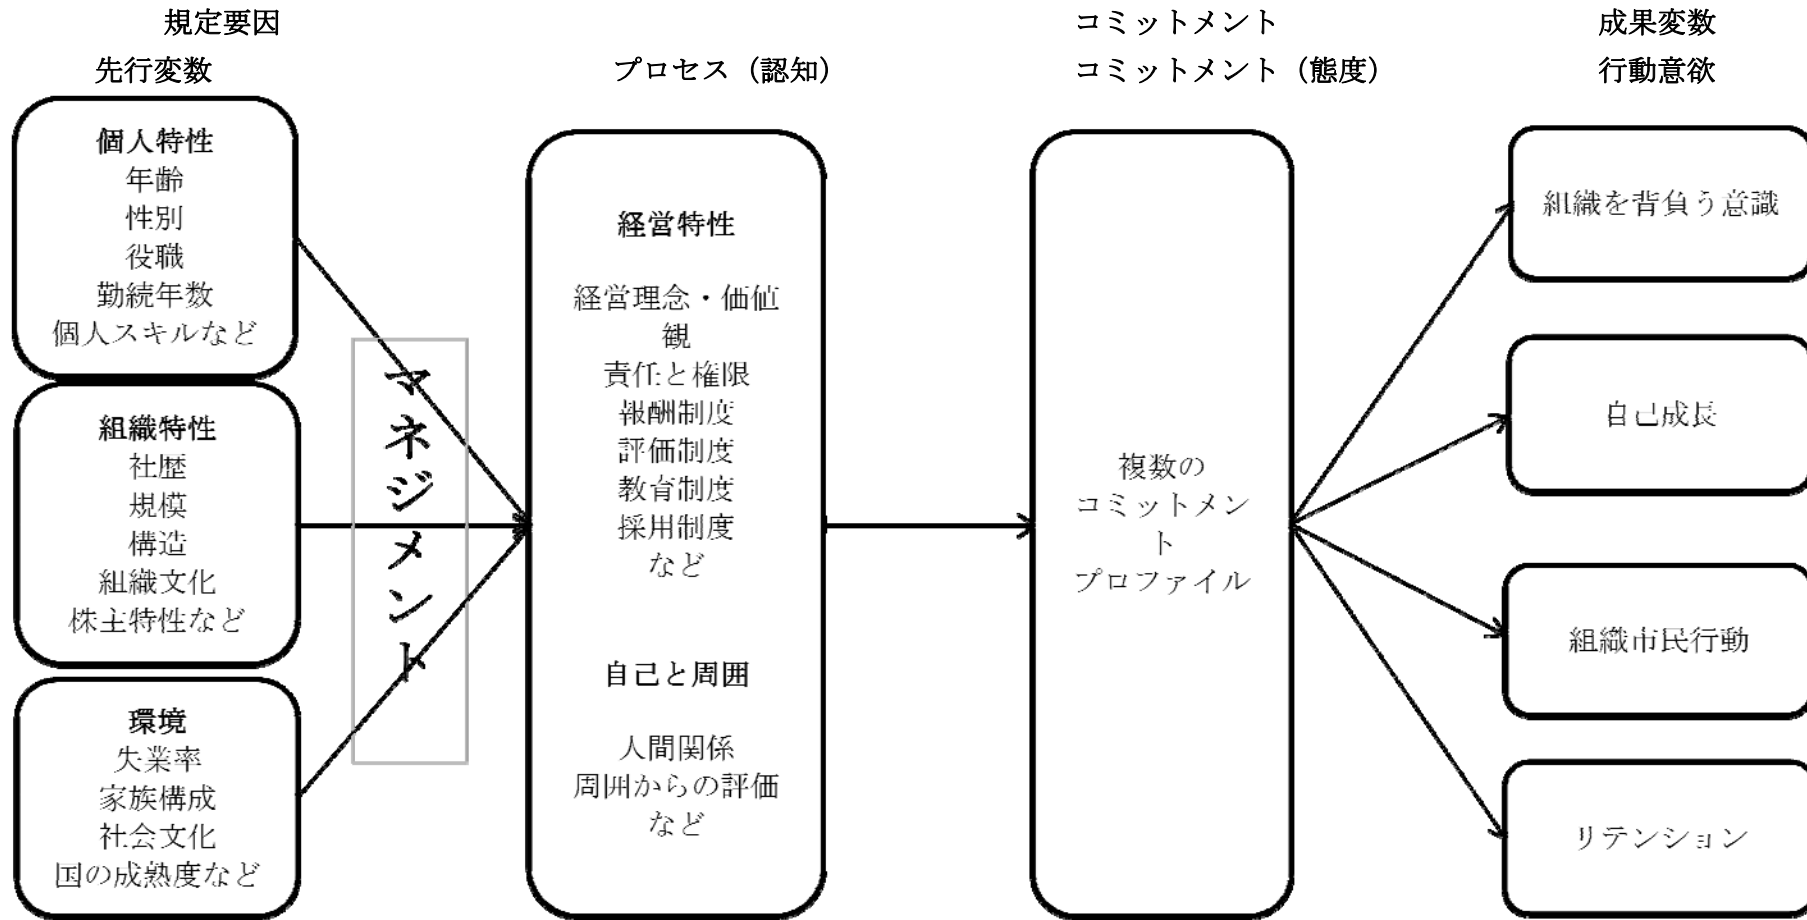 規定要因
先行変数
プロセス（認知）
コミットメント
コミットメント（態度）
成果変数
行動意欲
個人特性
年齢
性別
役職
勤続年数
個人スキルなど
組織特性
社歴
規模
構造
組織文化
株主特性など
環境
失業率
家族構成
社会文化
国の成熟度など
マネジメント
経営特性
経営理念・価値
観
責任と権限
報酬制度
評価制度
教育制度
採用制度
など
自己と周囲
人間関係
周囲からの評価
など
複数の
コミットメン
ト
プロファイル
組織を背負う意識
自己成長
組織市民行動
リテンション